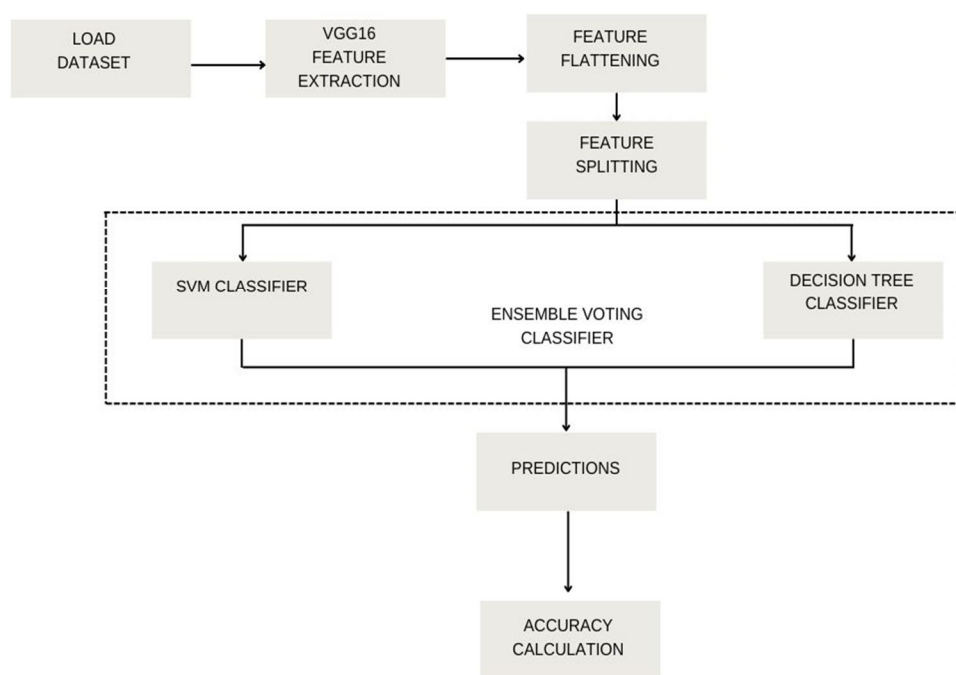 LOAD
DATASET
VGG16
FEATURE
EXTRACTION
FEATURE
FLATTENING
FEATURE
SPLITTING
SVM CLASSIFIER
ENSEMBLE VOTING
CLASSIFIER
DECISION TREE
CLASSIFIER
PREDICTIONS
ACCURACY
CALCULATION